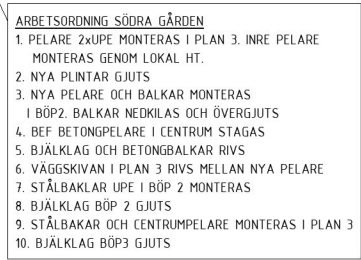 ARBETSORDNING SÖDRA GÅRDEN
1. PELARE 2xUPE MONTERAS I PLAN 3. INRE PELARE
MONTERAS GENOM LOKAL HT.
2. NYA PLINTAR GJUTS
3. NYA PELARE OCH BALKAR MONTERAS
I BÖP2. BALKAR NEDKILAS OCH ÖVERGJUTS
4. BEF BETONGPELARE I CENTRUM STAGAS
5. BJÄLKLAG OCH BETONGBALKAR RIVS
6. VÄGGSKIVAN I PLAN 3 RIVS MELLAN NYA PELARE
7. STÅLBAKLAR UPE I BÖP 2 MONTERAS
8. BJÄLKLAG BÖP 2 GJUTS
9. STÅLBAKAR OCH CENTRUMPELARE MONTERAS I PLAN 3
10. BJÄLKLAG BÖP3 GJUTS